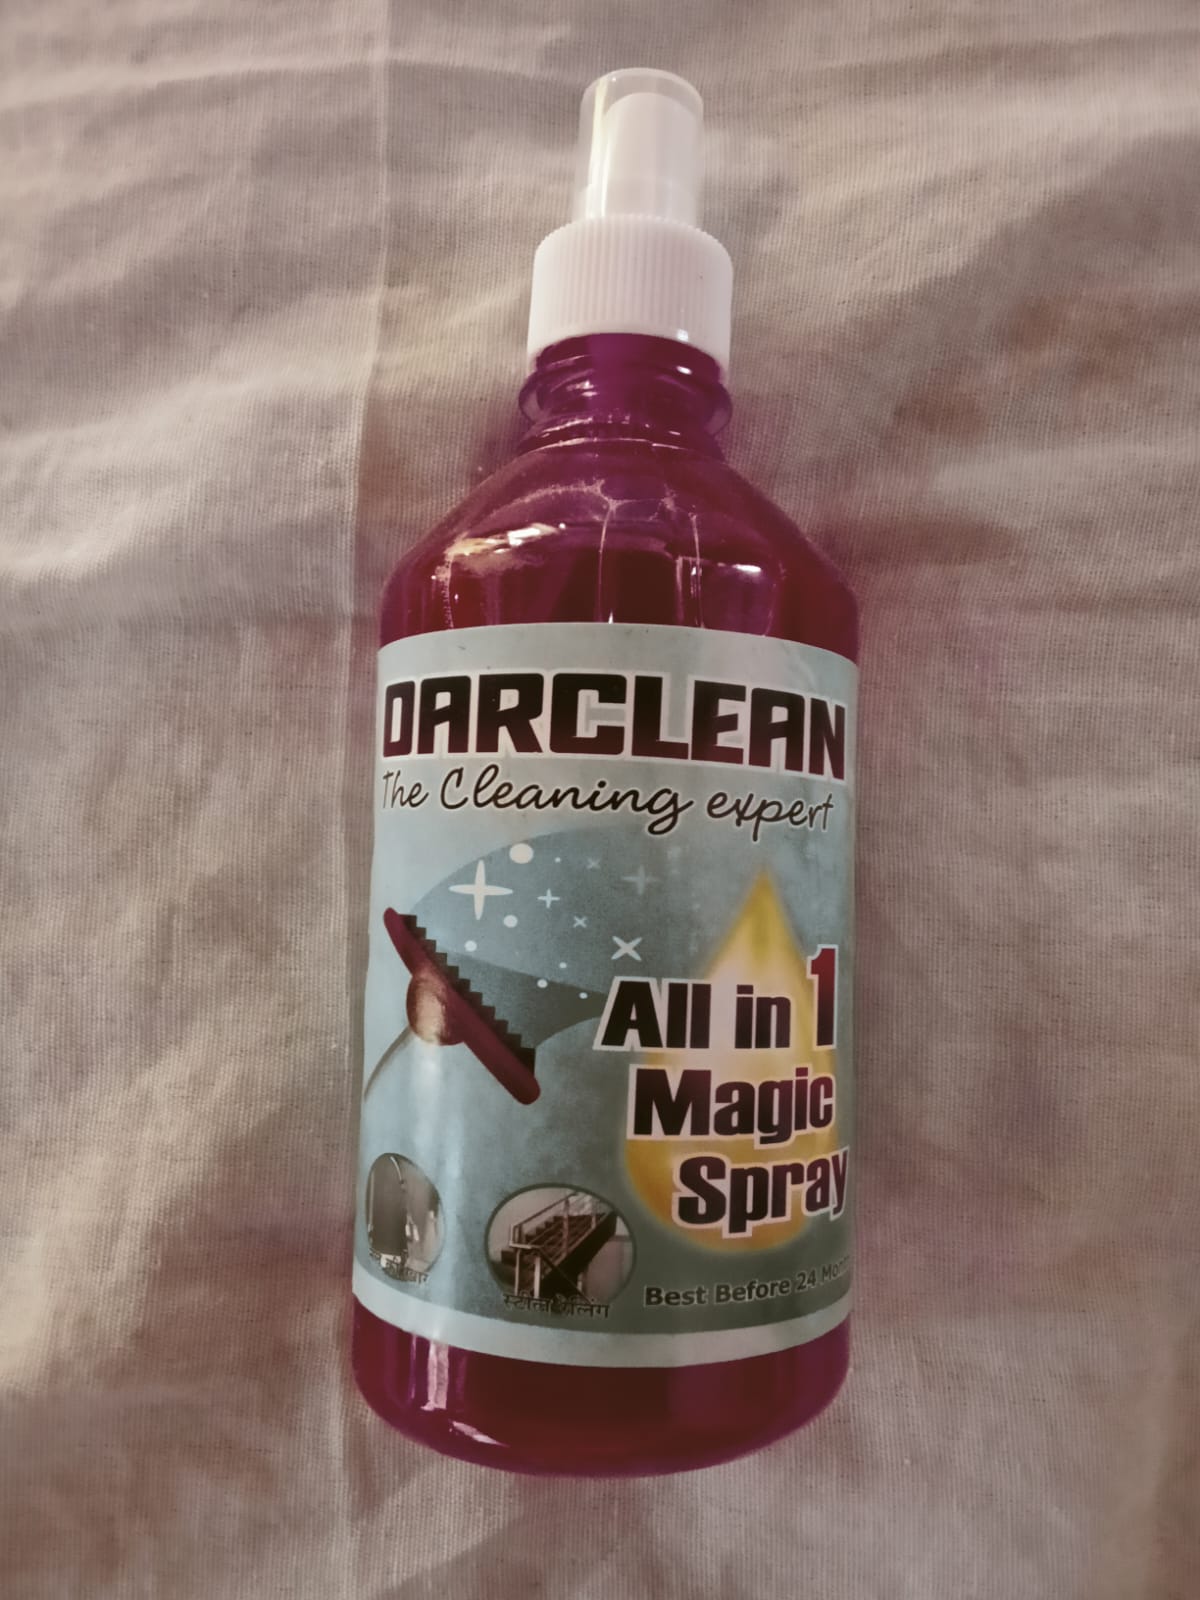 DARCLEAN
The Cleaning expert
All in 1
Magic
Spray
स्टील रेलिंग
Best Before 24